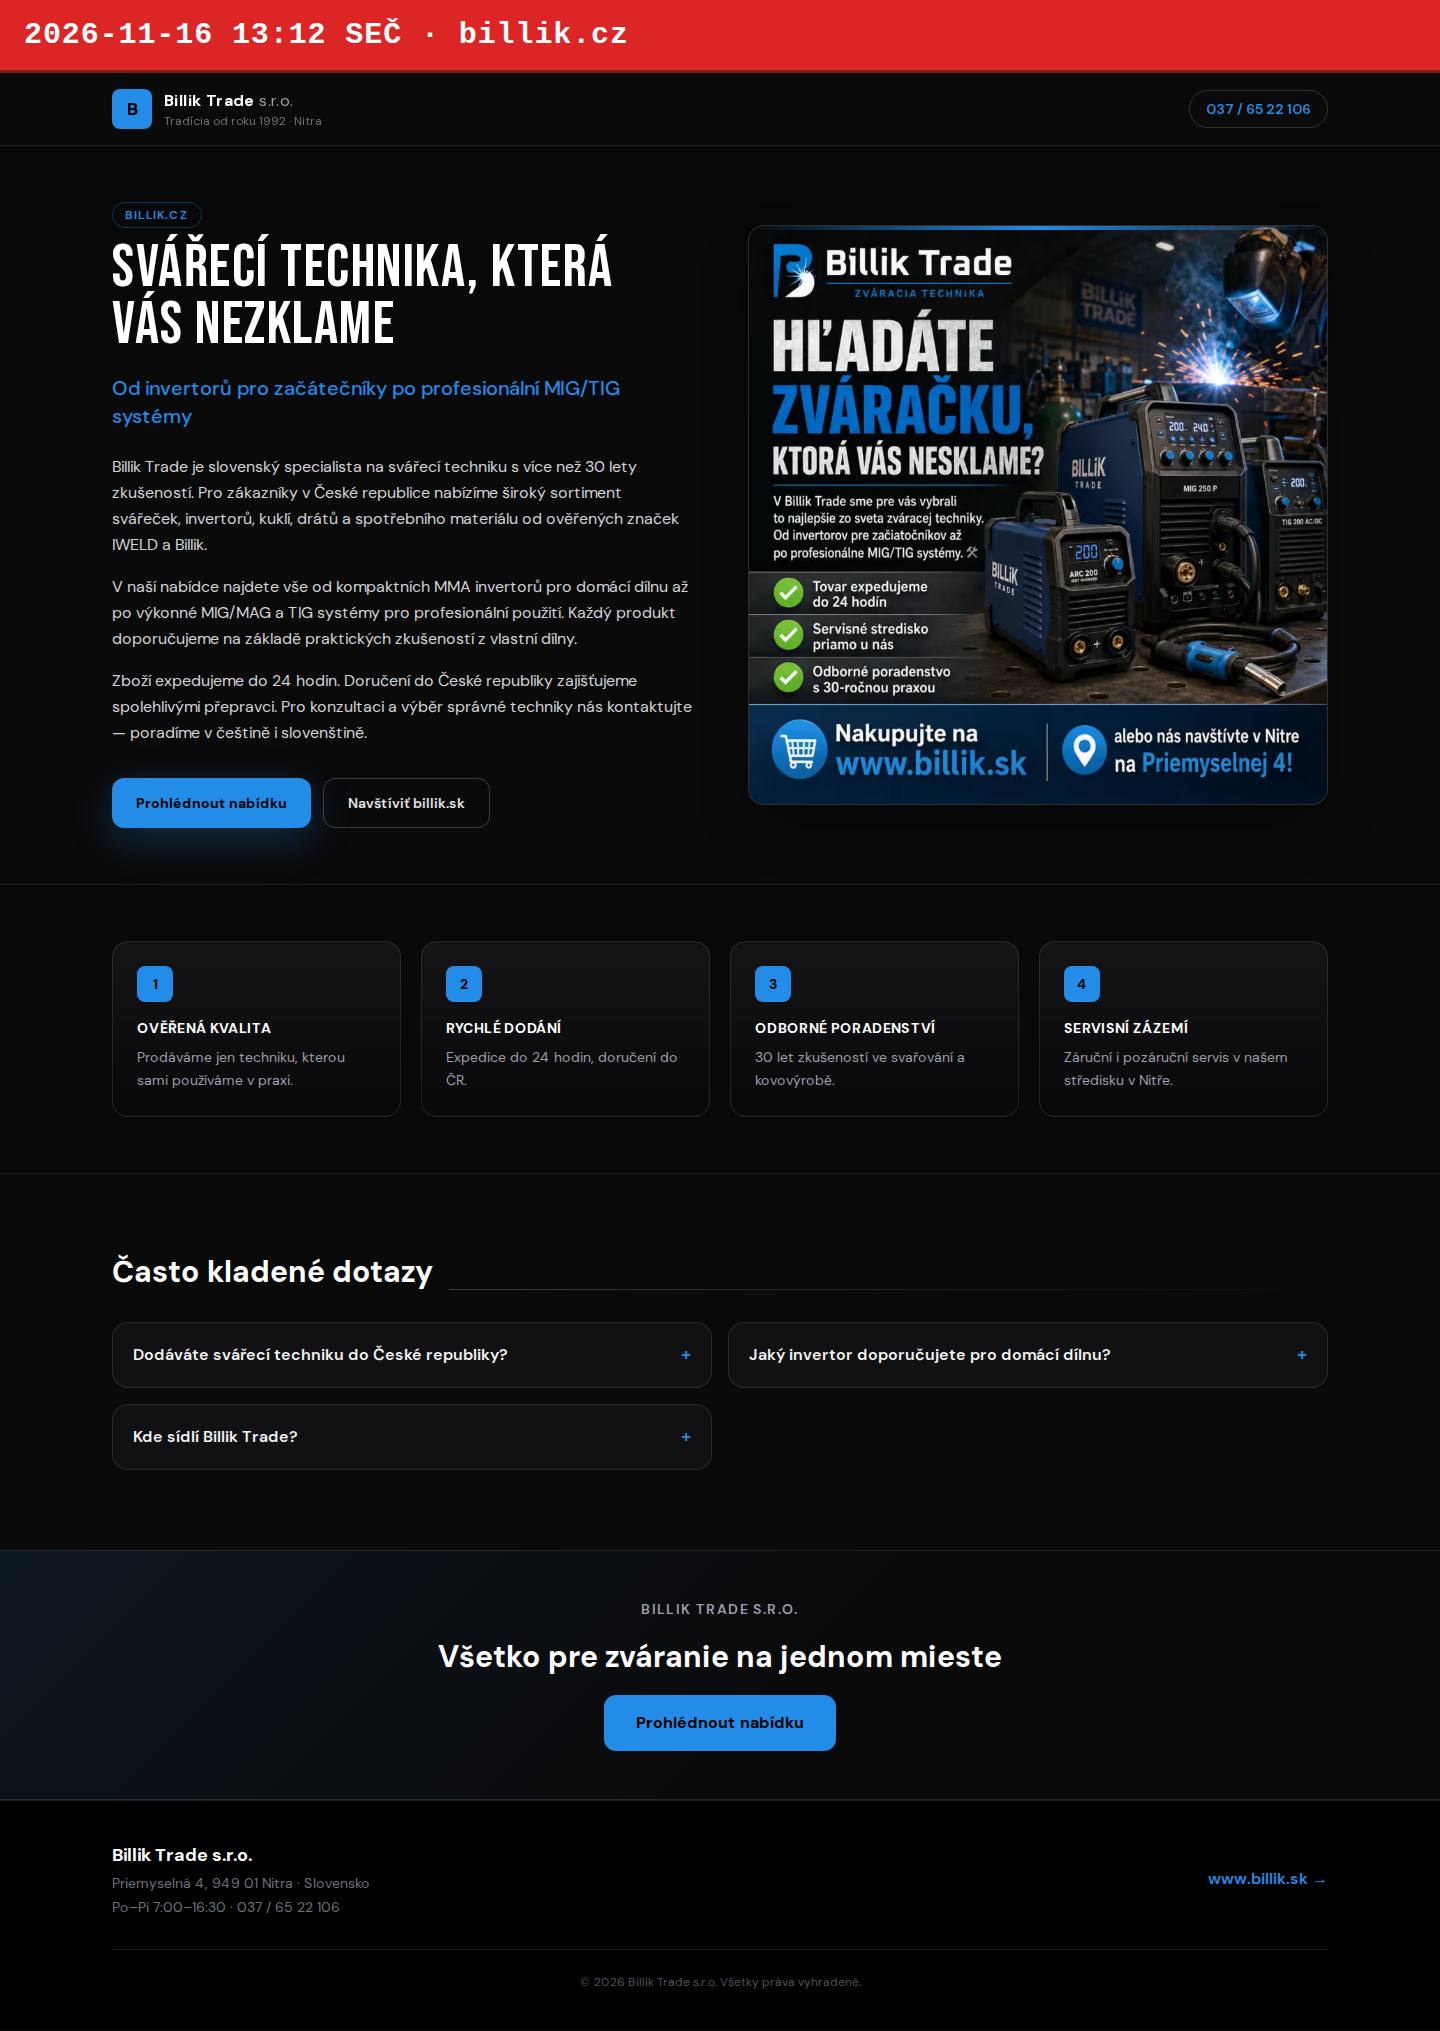 2026-11-16 13:12 SEČ · billik.cz
B
Billik Trade s.r.o.
Tradícia od roku 1992 · Nitra
037 / 65 22 106
BILLIK.CZ
SVÁŘECÍ TECHNIKA, KTERÁ
VÁS NEZKLAME
Od invertorů pro začátečníky po profesionální MIG/TIG
systémy
Billik Trade je slovenský specialista na svářecí techniku s více než 30 lety
zkušeností. Pro zákazníky v České republice nabízíme široký sortiment
svářeček, invertorů, kuklí, drátů a spotřebního materiálu od ověřených značek
IWELD a Billik.
V naší nabídce najdete vše od kompaktních MMA invertorů pro domácí dílnu až
po výkonné MIG/MAG a TIG systémy pro profesionální použití. Každý produkt
doporučujeme na základě praktických zkušeností z vlastní dílny.
Zboží expedujeme do 24 hodin. Doručení do České republiky zajišťujeme
spolehlivými přepravci. Pro konzultaci a výběr správné techniky nás kontaktujte
— poradíme v češtině i slovenštině.
Prohlédnout nabídku
Navštíviť billik.sk
Billik Trade
ZVÁRACIA TECHNIKA
BILLIK
TRADE
HĽADÁTE
ZVÁRAČKU,
KTORÁ VÁS NESKLAME?
V Billik Trade sme pre vás vybrali
to najlepšie zo sveta zváracej techniky.
Od invertorov pre začiatočníkov až
po profesionálne MIG/TIG systémy.
200 240
BILLIK
TRADE
MIG 250 P
200
TIG 200 AC/DC
BILLIK
TRADE
200
ARC 200
Tovar expedujeme
do 24 hodín
Servisné stredisko
priamo u nás
Odborné poradenstvo
s 30-ročnou praxou
Nakupujte na
www.billik.sk
alebo nás navštívte v Nitre
na Priemyselnej 4!
1
OVĚŘENÁ KVALITA
Prodáváme jen techniku, kterou
sami používáme v praxi.
2
RYCHLÉ DODÁNÍ
Expedice do 24 hodin, doručení do
ČR.
3
ODBORNÉ PORADENSTVÍ
30 let zkušeností ve svařování a
kovovýrobě.
4
SERVISNÍ ZÁZEMÍ
Záruční i pozáruční servis v našem
středisku v Nitře.
Často kladené dotazy
Dodáváte svářecí techniku do České republiky? +
Jaký invertor doporučujete pro domácí dílnu? +
Kde sídlí Billik Trade? +
BILLIK TRADE S.R.O.
Všetko pre zváranie na jednom mieste
Prohlédnout nabídku
Billik Trade s.r.o.
Priemyselná 4, 949 01 Nitra · Slovensko
Po–Pi 7:00–16:30 · 037 / 65 22 106
www.billik.sk →
© 2026 Billik Trade s.r.o. Všetky práva vyhradené.